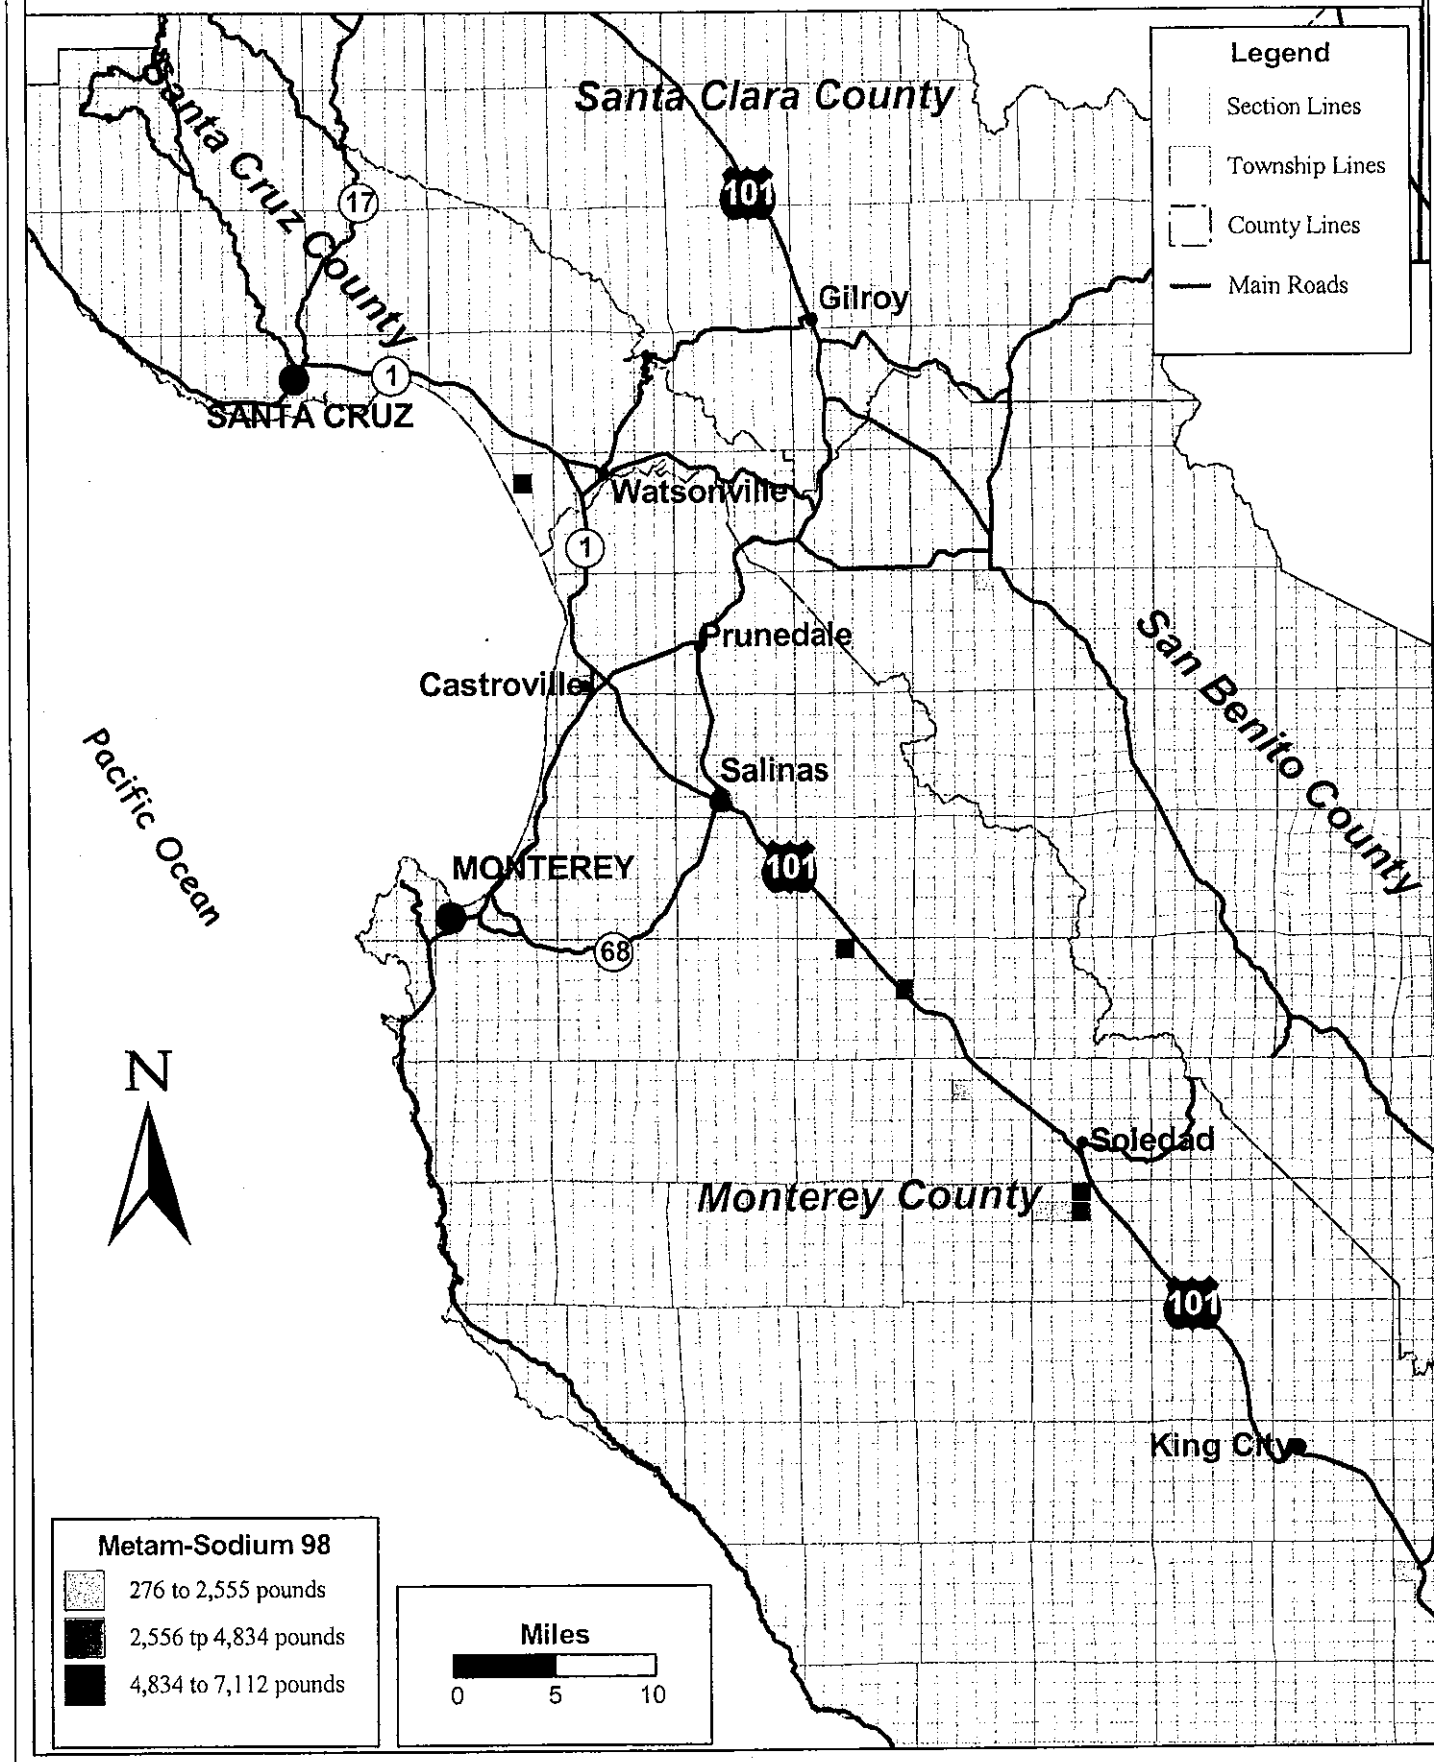 Legend
Section Lines
Township Lines
County Lines
Main Roads
Santa Clara County
Santa Cruz County
101
17
Gilroy
1
SANTA CRUZ
Watsonville
1
San Benito County
Prunedale
Castroville
Pacific Ocean
Salinas
MONTEREY
101
68
N
Soledad
Monterey County
101
King City
Metam-Sodium 98
276 to 2,555 pounds
2,556 tp 4,834 pounds
4,834 to 7,112 pounds
Miles
0 5 10